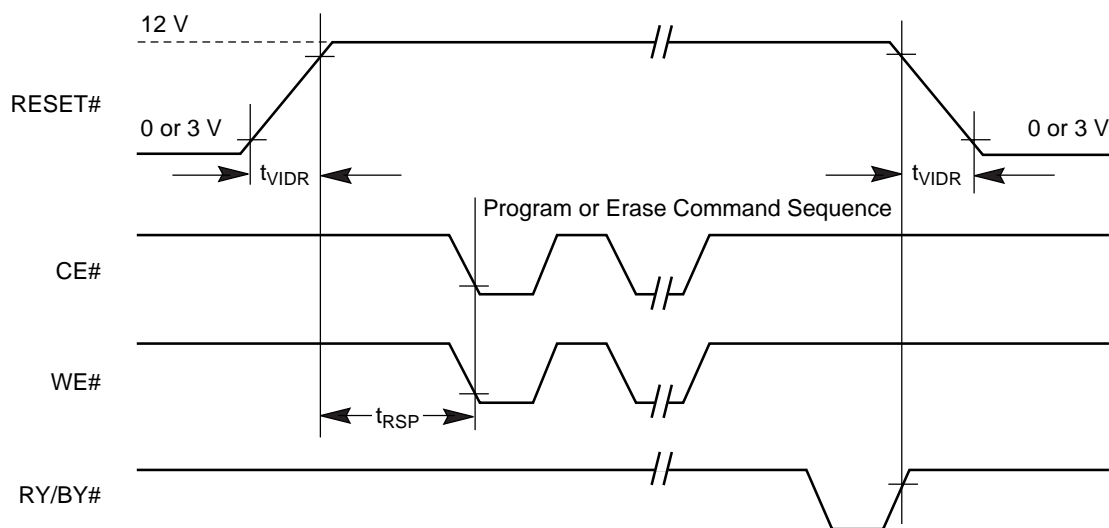 12 V
RESET#
0 or 3 V
0 or 3 V
tVIDR
tVIDR
Program or Erase Command Sequence
CE#
WE#
tRSP
RY/BY#